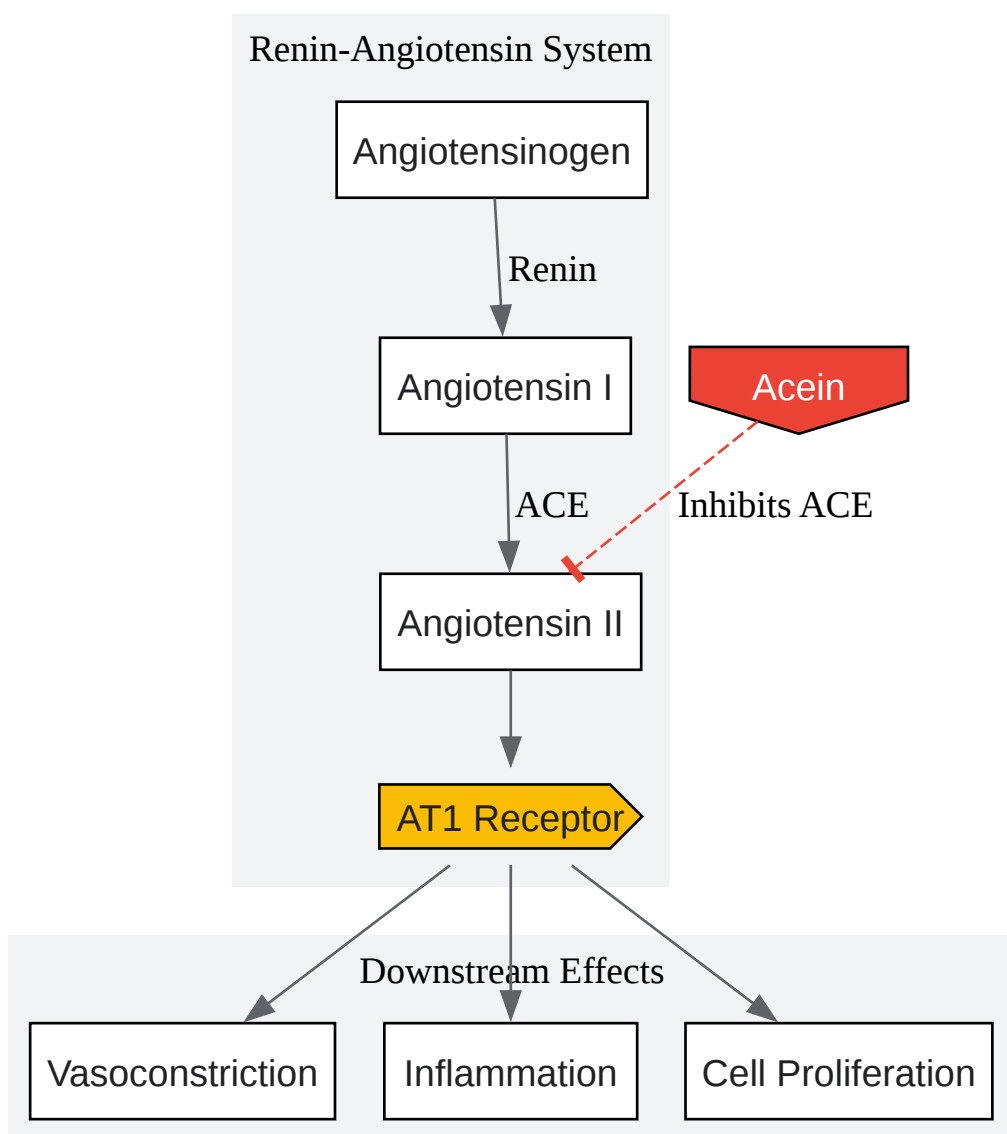 Renin-Angiotensin System
Angiotensinogen
Renin
Angiotensin I
Acein
ACE
Inhibits ACE
Angiotensin II
AT1 Receptor
Downstream Effects
Vasoconstriction
Inflammation
Cell Proliferation